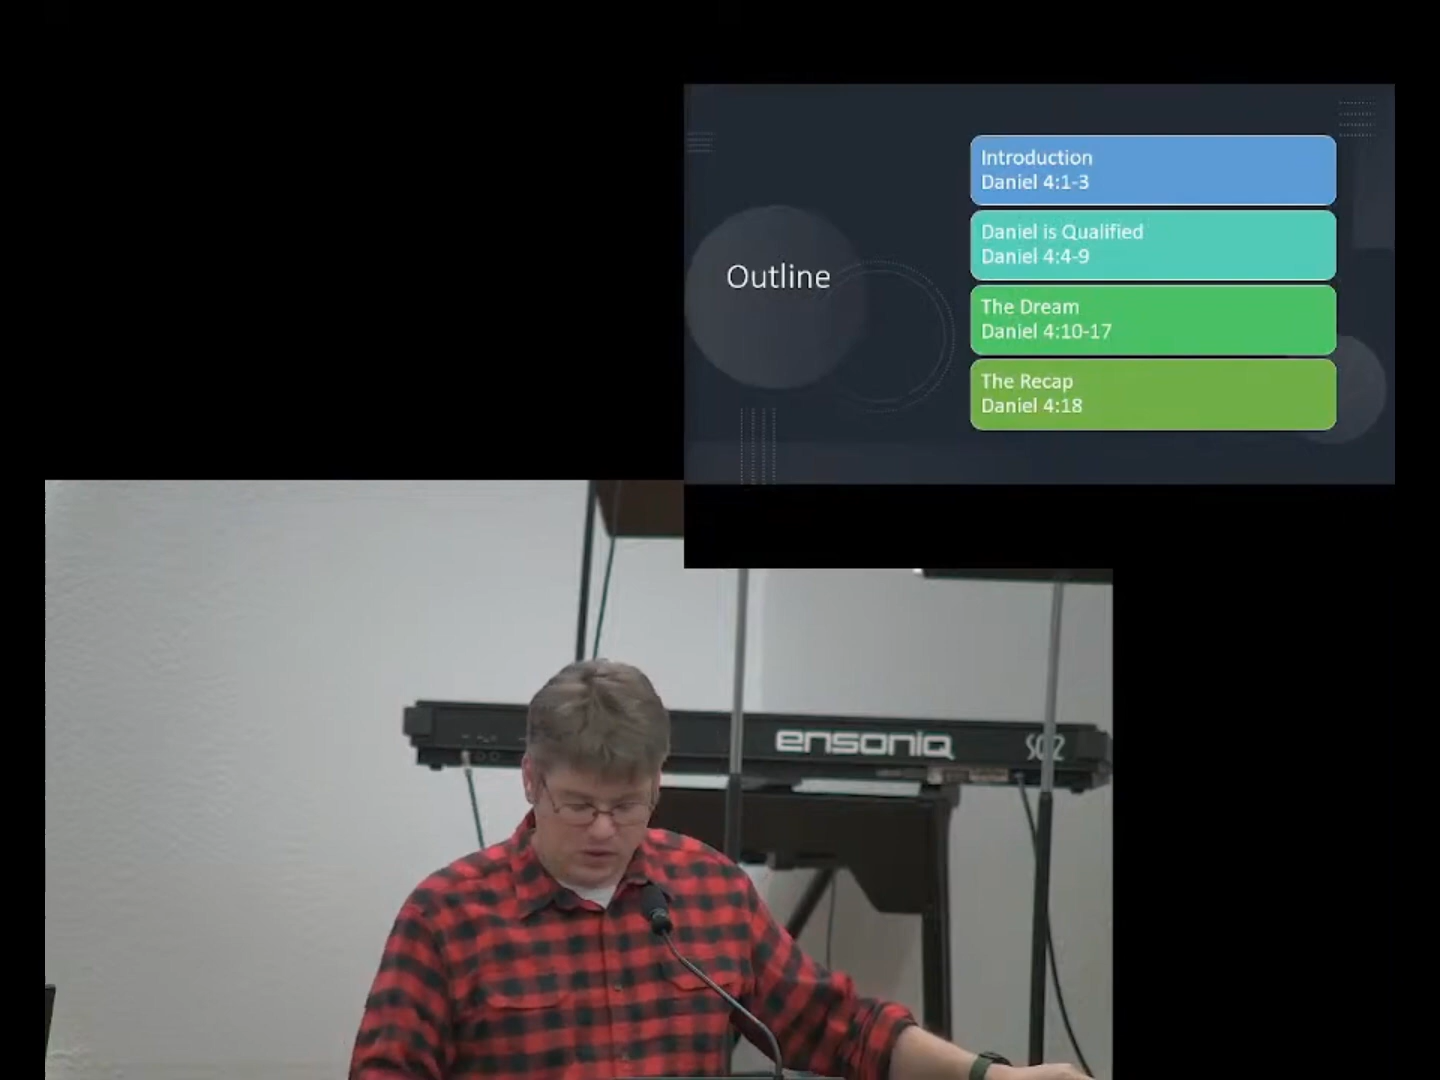 Outline
Introduction
Daniel 4:1-3
Daniel is Qualified
Daniel 4:4-9
The Dream
Daniel 4:10-17
The Recap
Daniel 4:18
ensoniq